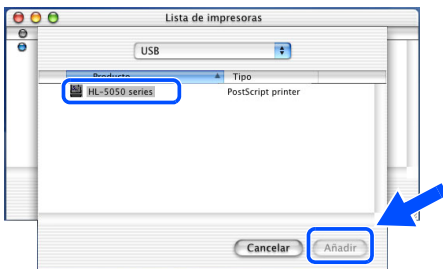 Lista de impresoras
USB
Producto Tipo
HL-5050 series PostScript printer
Cancelar Añadir